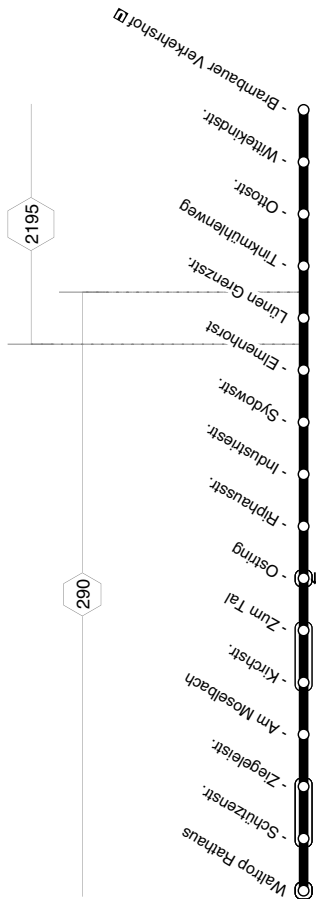 Brambauer Verkehrshof U
Wittekindstr.
Ottostr.
Tinkmühlenweg
Lünen Grenzstr.
Elmenhorst
Sydowstr.
Industriestr.
Riphausstr.
Ostring
Zum Tal
Kirchstr.
Am Moselbach
Ziegeleistr.
Schützenstr.
Waltrop Rathaus
2195
290